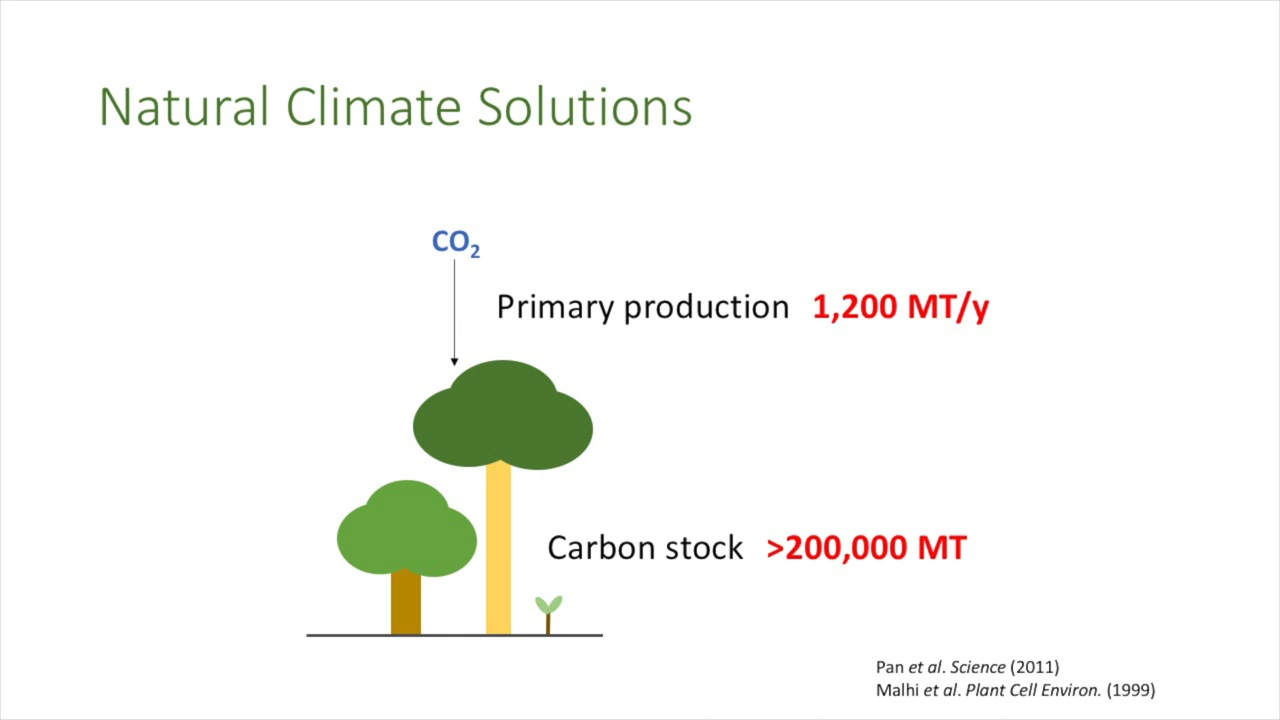 Natural Climate Solutions
CO₂
Primary production 1,200 MT/y
Carbon stock >200,000 MT
Pan et al. Science (2011)
Malhi et al. Plant Cell Environ. (1999)